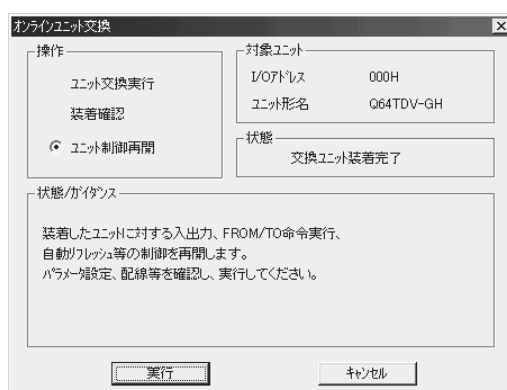 オンラインユニット交換
操作
ユニット交換実行
装着確認
ユニット制御再開
対象ユニット
I/Oアドレス 000H
ユニット形名 Q64TDV-GH
状態
交換ユニット装着完了
状態/ガイダンス
装着したユニットに対する入出力、FROM/TO命令実行、
自動リフレッシュ等の制御を再開します。
パラメータ設定、配線等を確認し、実行してください。
実行 キャンセル